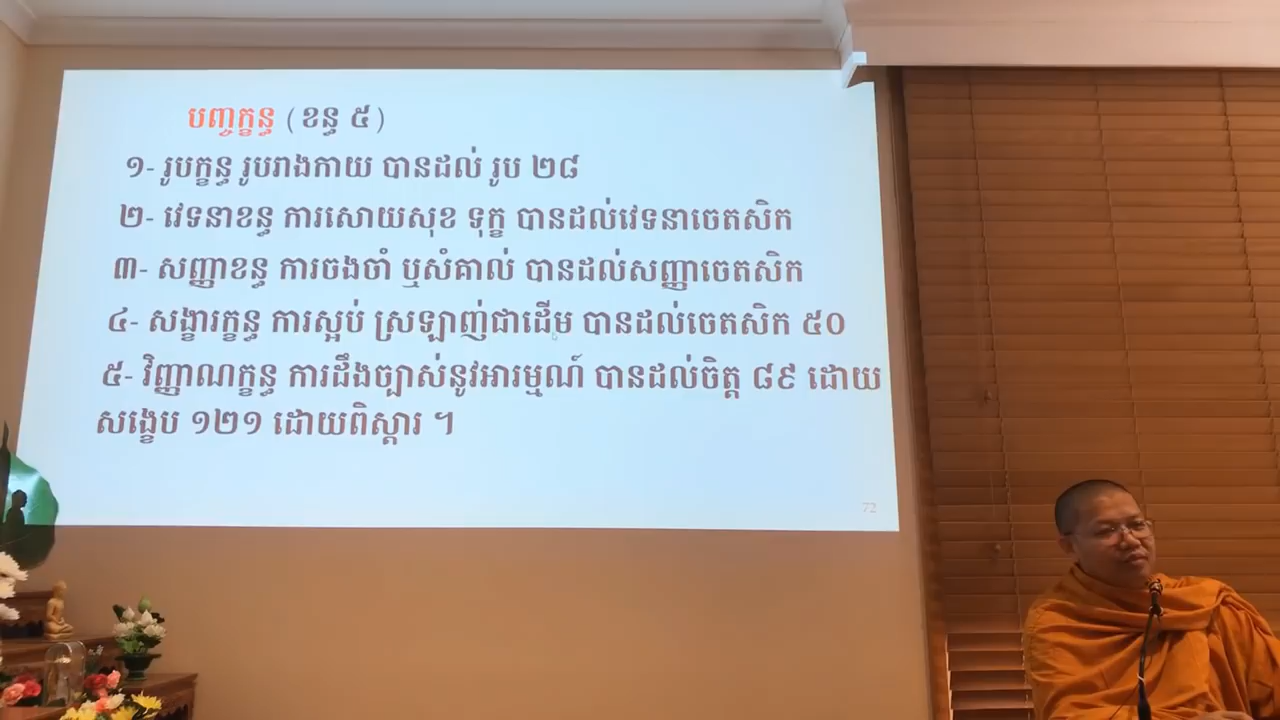 បញ្ចក្ខន្ធ (ខន្ធ ៥)
១- រូបក្ខន្ធ រូបរាងកាយ បានដល់ រូប ២៨
២- វេទនាខន្ធ ការសោយសុខ ទុក្ខ បានដល់វេទនាចេតសិក
៣- សញ្ញាខន្ធ ការចងចាំ ឬសំគាល់ បានដល់សញ្ញាចេតសិក
៤- សង្ខារក្ខន្ធ ការស្អប់ ស្រឡាញ់ជាដើម បានដល់ចេតសិក ៥០
៥- វិញ្ញាណក្ខន្ធ ការដឹងច្បាស់នូវអារម្មណ៍ បានដល់ចិត្ត ៨៩ ដោយ
សង្ខេប ១២១ ដោយពិស្តារ ។
72